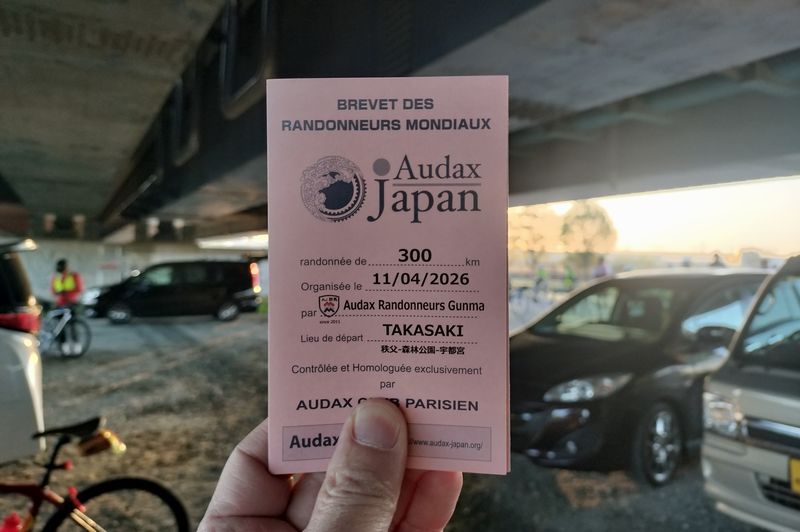 BREVET DES
RANDONNEURS MONDIAUX
Audax
Japan
randonnée de 300 km
Organisée le 11/04/2026
par Audax Randonneurs Gunma
since 2011
Lieu de départ TAKASAKI
秩父-森林公園-宇都宮
Contrôlée et Homologuée exclusivement
par
AUDAX PARISIEN
Audax www.audax-japan.org/